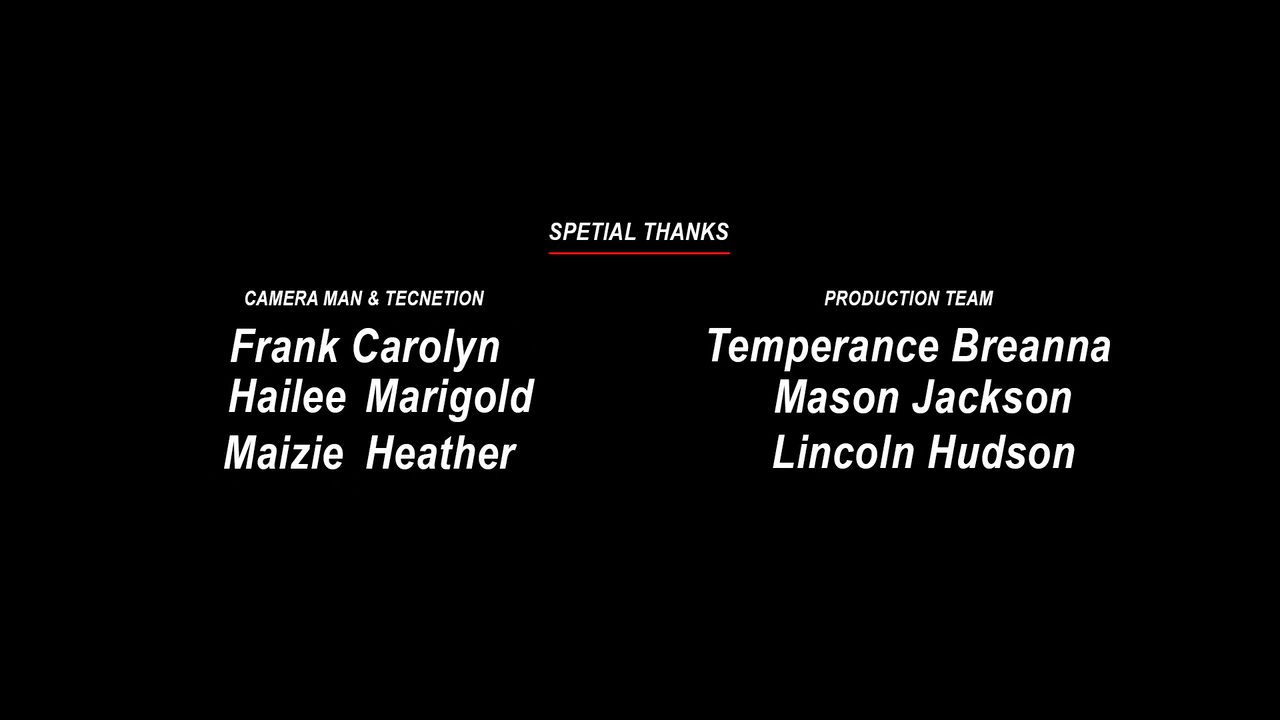 SPETIAL THANKS
CAMERA MAN & TECNETION
Frank Carolyn
Hailee Marigold
Maizie Heather
PRODUCTION TEAM
Temperance Breanna
Mason Jackson
Lincoln Hudson